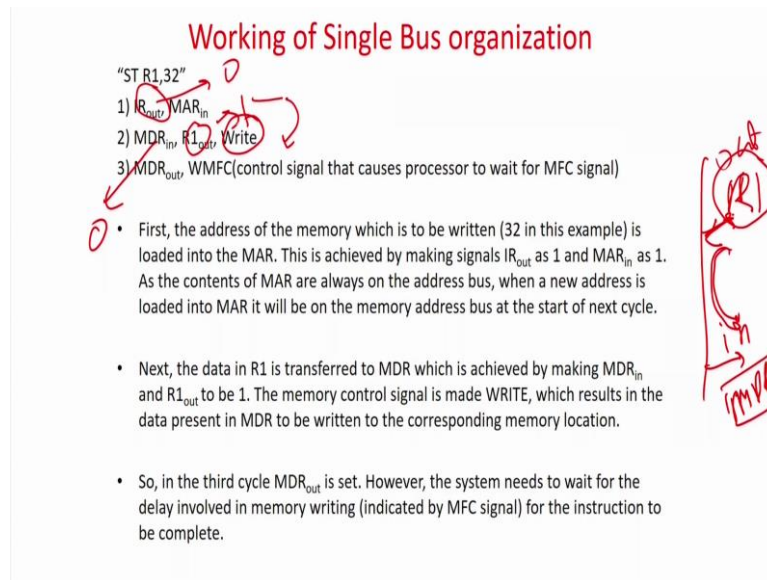 Working of Single Bus organization
"ST R1,32"
0
1) IRout, MARin
2) MDRin, R1out, Write
3) MDRout, WMFC(control signal that causes processor to wait for MFC signal)
0
out
R1
in
• First, the address of the memory which is to be written (32 in this example) is
loaded into the MAR. This is achieved by making signals IRout as 1 and MARin as 1.
As the contents of MAR are always on the address bus, when a new address is
loaded into MAR it will be on the memory address bus at the start of next cycle.
• Next, the data in R1 is transferred to MDR which is achieved by making MDRin
and R1out to be 1. The memory control signal is made WRITE, which results in the
data present in MDR to be written to the corresponding memory location.
• So, in the third cycle MDRout is set. However, the system needs to wait for the
delay involved in memory writing (indicated by MFC signal) for the instruction to
be complete.